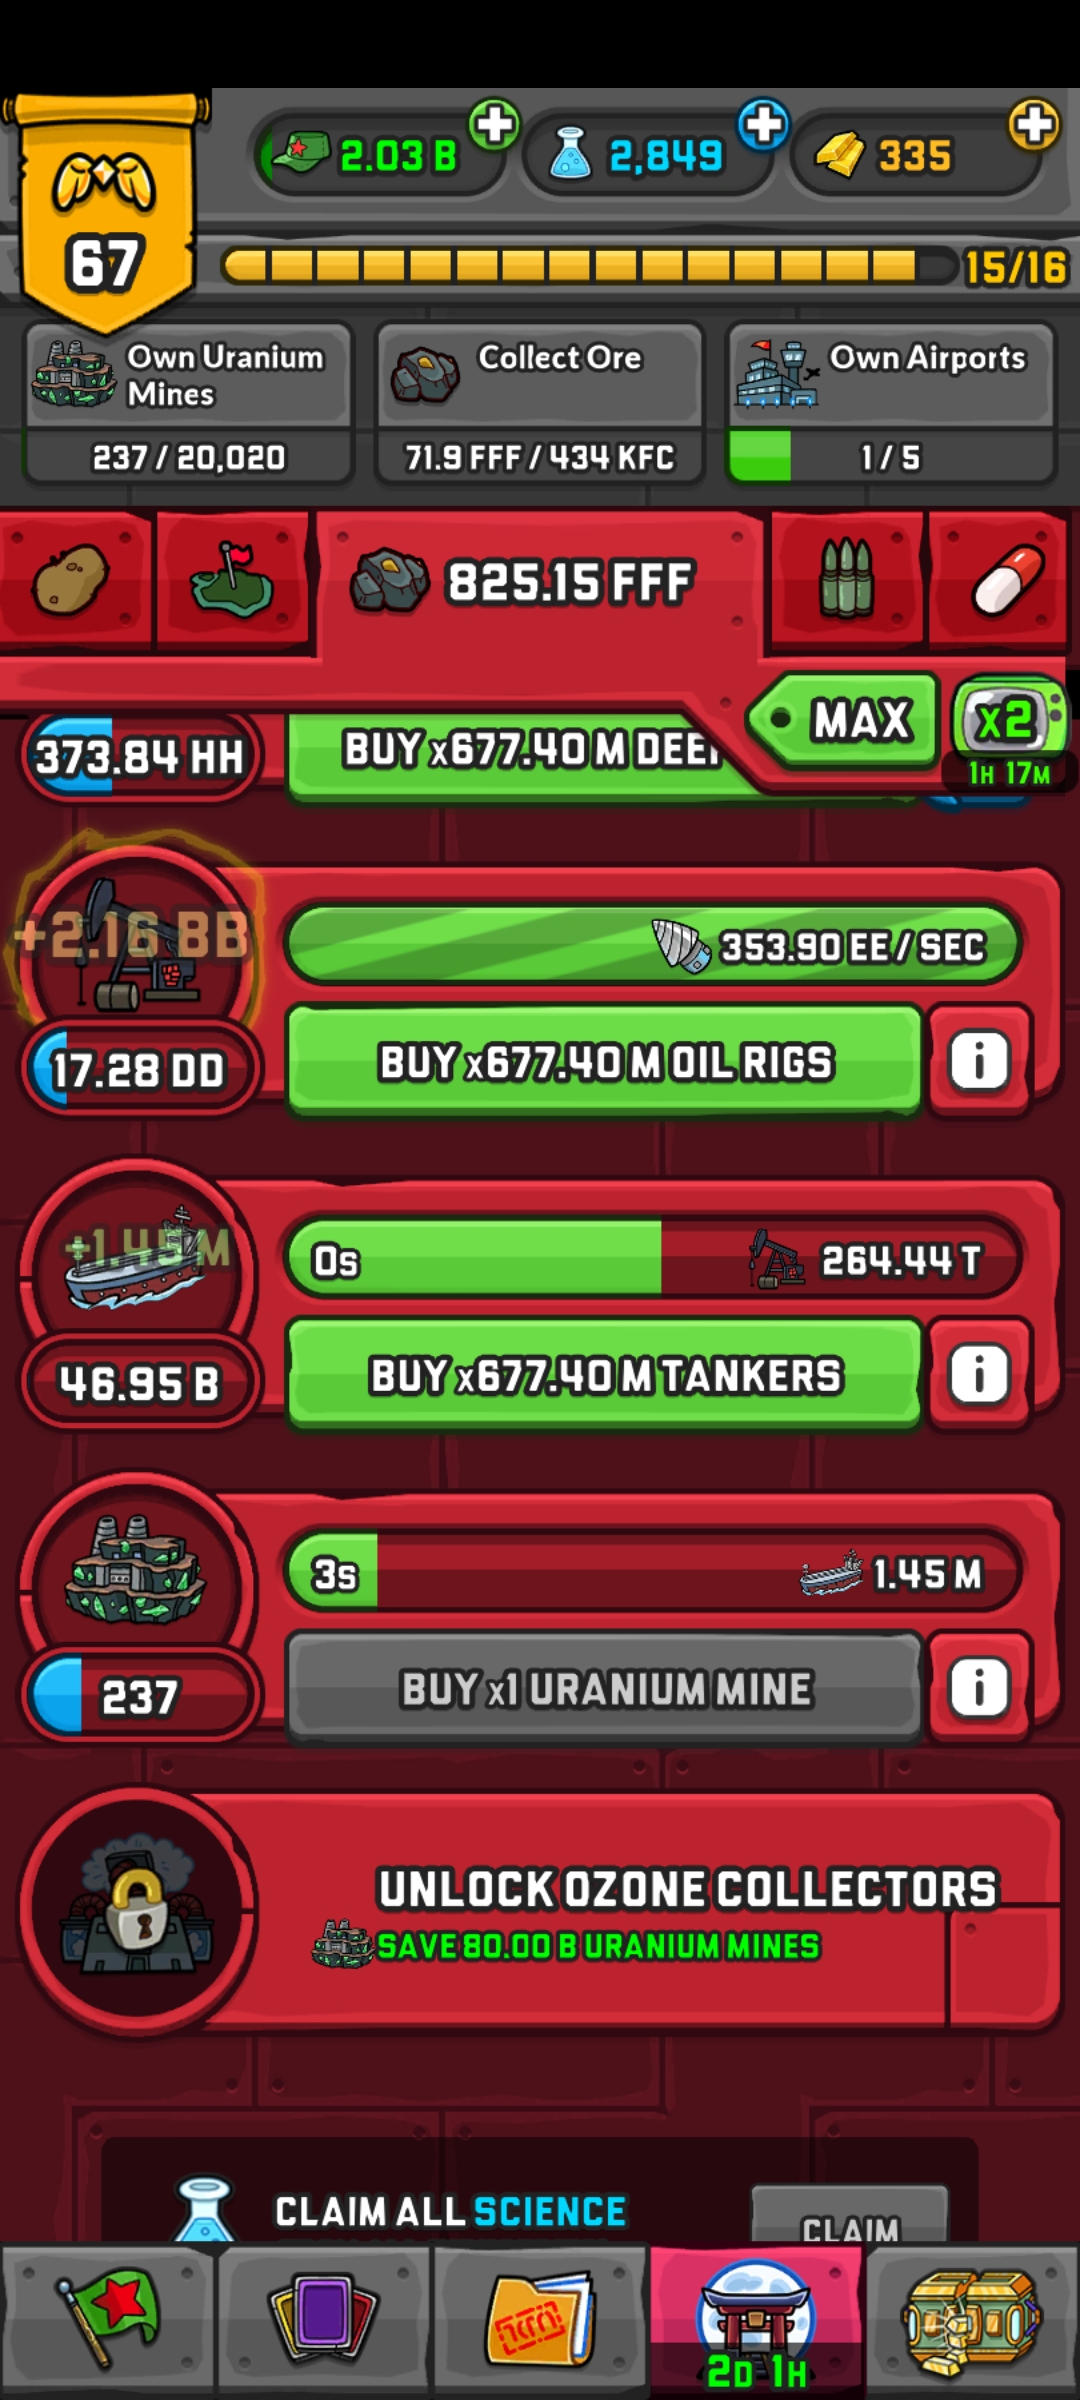 2.03 B
2,849
335
67
15/16
Own Uranium
Mines
237 / 20,020
Collect Ore
71.9 FFF / 434 KFC
Own Airports
1 / 5
825.15 FFF
MAX
x2
1H 17M
373.84 HH
BUY x677.40 M DEEP
+2.16 BB
353.90 EE / SEC
17.28 DD
BUY x677.40 M OIL RIGS
i
+1.45 M
0s
264.44 T
46.95 B
BUY x677.40 M TANKERS
i
3s
1.45 M
237
BUY x1 URANIUM MINE
i
UNLOCK OZONE COLLECTORS
SAVE 80.00 B URANIUM MINES
CLAIM ALL SCIENCE
CLAIM
2D 1H